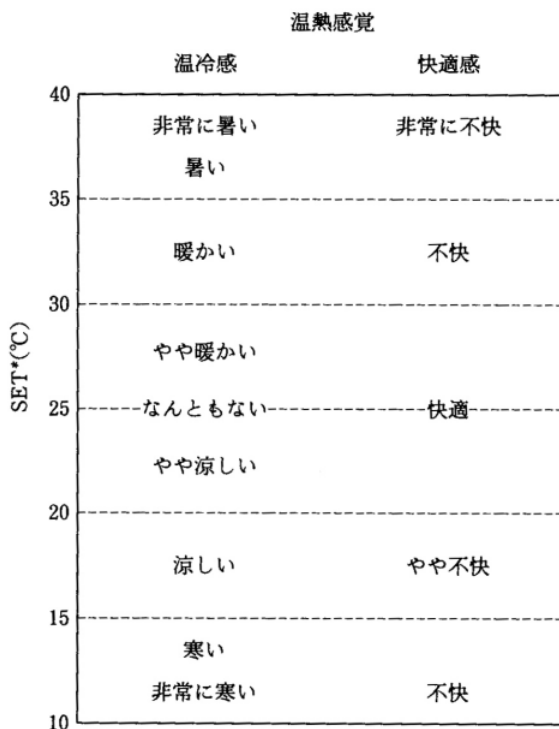 温熱感覚
温冷感 快適感
40
非常に暑い 非常に不快
暑い
35
暖かい 不快
30
やや暖かい
SET*(℃)
25 なんともない 快適
やや涼しい
20
涼しい やや不快
15
寒い
非常に寒い 不快
10